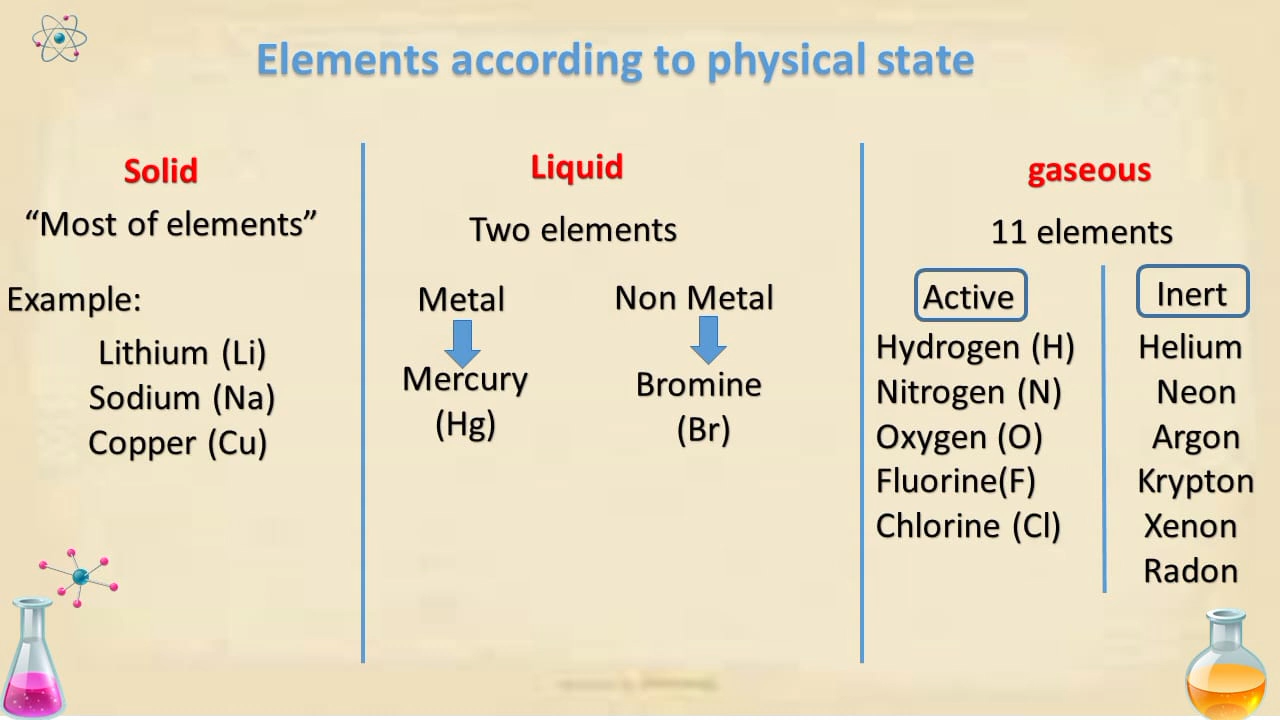 Elements according to physical state
Solid
“Most of elements”
Example:
Lithium (Li)
Sodium (Na)
Copper (Cu)
Liquid
Two elements
Metal
Mercury
(Hg)
Non Metal
Bromine
(Br)
gaseous
11 elements
Active
Hydrogen (H)
Nitrogen (N)
Oxygen (O)
Fluorine(F)
Chlorine (Cl)
Inert
Helium
Neon
Argon
Krypton
Xenon
Radon